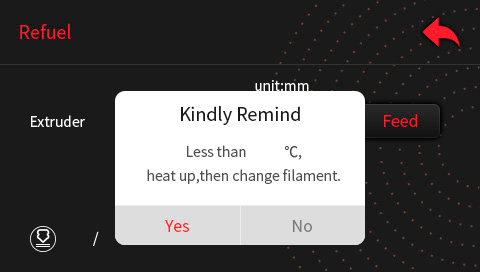 Refuel
unit:mm
Extruder
Feed
Kindly Remind
Less than ℃,
heat up,then change filament.
Yes No
/